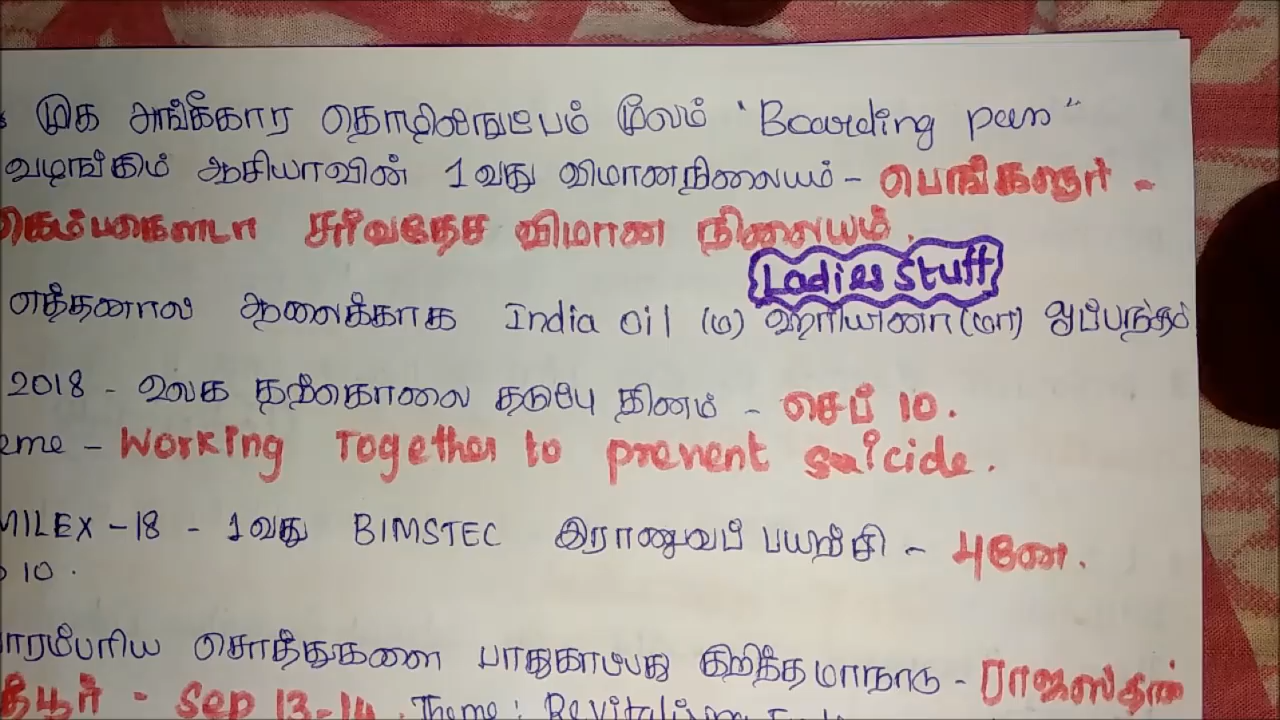 முக அங்கீகார தொழிலநுட்பம் மூலம் "Boarding pass"
வழங்கும் ஆசியாவின் 1வது விமானநிலையம் - பெங்களூர் -
கெம்பகௌடா சர்வதேச விமான நிலையம்.
Ladies Stuff
எத்தனால் ஆலைக்காக India oil (ம) ஹரியானா (மா) ஒப்பந்தம்
2018 - உலக தற்கொலை தடுபு தினம் - செப் 10.
eme - Working Together to prevent suicide.
MILEX - 18 - 1வது BIMSTEC இராணுவப் பயிற்சி - புனே.
10.
பாரம்பரிய சொத்துகளை பாதுகாப்பது குறித்த மாநாடு - ராஜஸ்தான்
Sep 13-14. Theme :